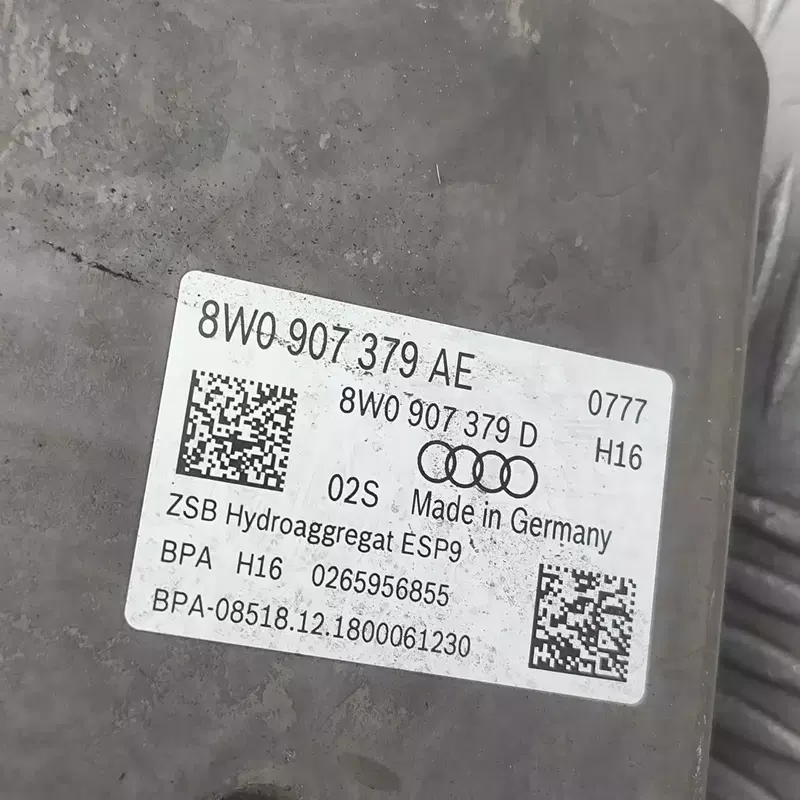 8W0 907 379 AE
8W0 907 379 D
0777
H16
02S Made in Germany
ZSB Hydroaggregat ESP9
BPA H16 0265956855
BPA-08518.12.1800061230